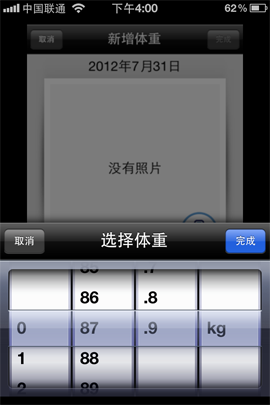 中国联通 下午4:00 62%
取消 新增体重 完成
2012年7月31日
没有照片
取消 选择体重 完成
86 .8
0 87 .9 kg
1 88